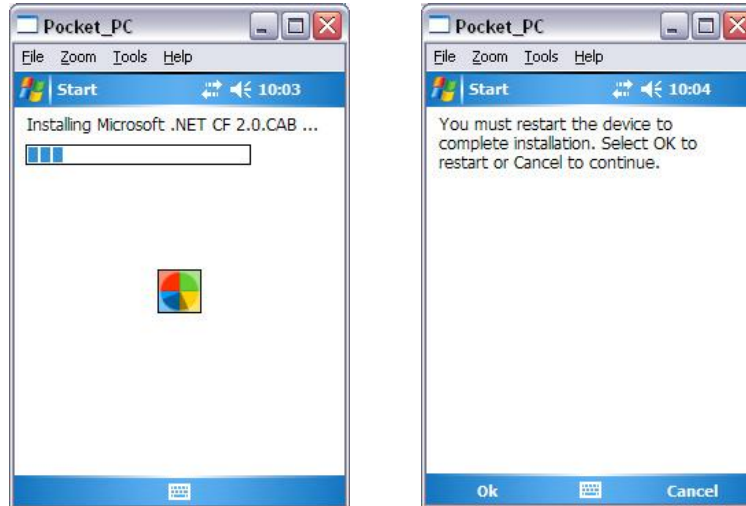 Pocket_PC
File Zoom Tools Help
Start 10:03
Installing Microsoft .NET CF 2.0.CAB ...
Pocket_PC
File Zoom Tools Help
Start 10:04
You must restart the device to
complete installation. Select OK to
restart or Cancel to continue.
Ok Cancel